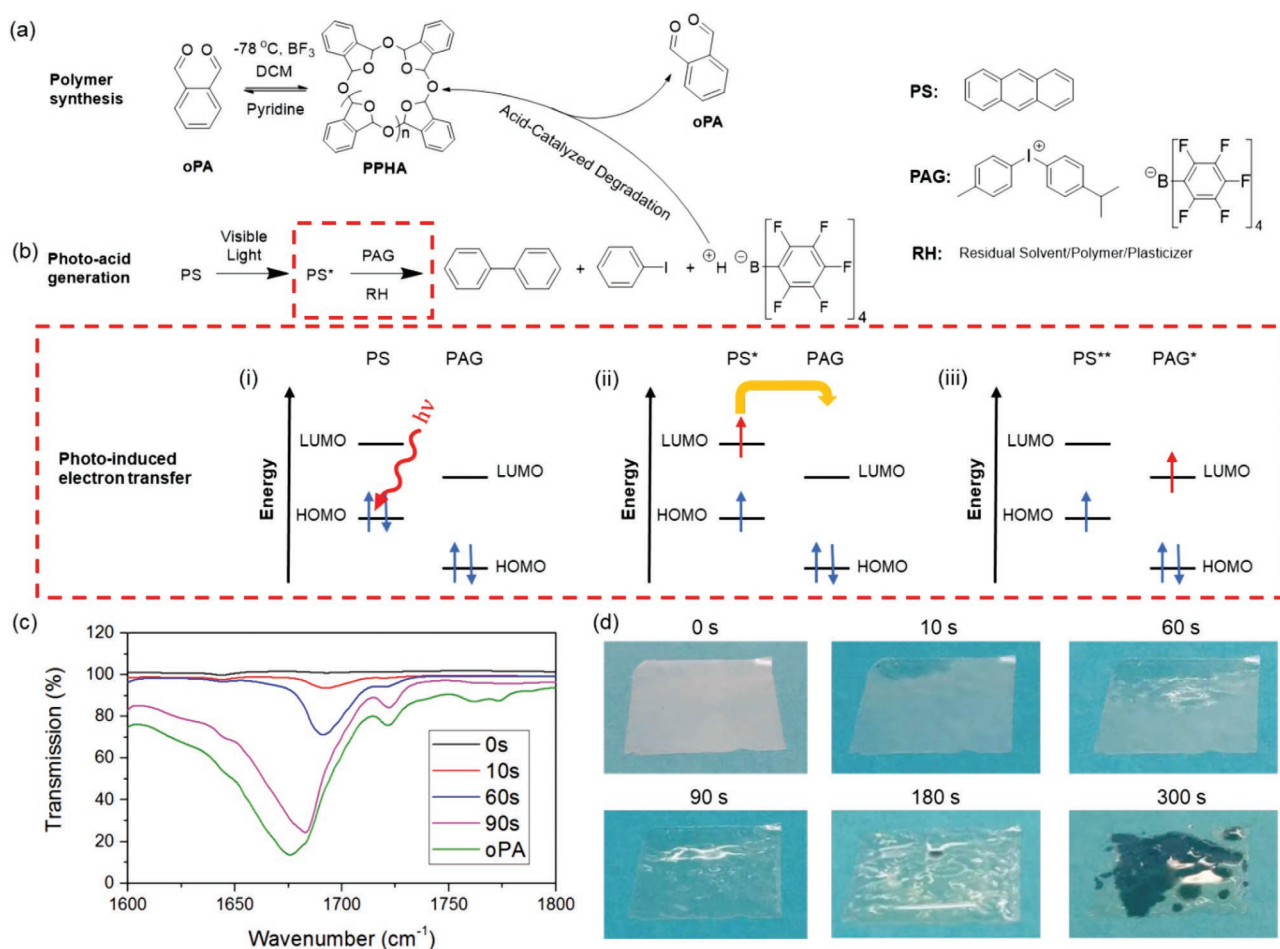 (a)
Polymer
synthesis
oPA
-78 °C, BF3
DCM
Pyridine
PPHA
n
O O
O O O
Acid-Catalyzed Degradation
O O
oPA
PS:
PAG:
I ⊕
⊖ B F F F F F 4
RH: Residual Solvent/Polymer/Plasticizer
(b)
Photo-acid
generation
PS
Visible
Light
PS*
PAG
RH
+ I + ⊕ H ⊖ B F F F F F 4
Photo-induced
electron transfer
(i)
PS PAG
hν
Energy
LUMO
LUMO
HOMO
HOMO
(ii)
PS* PAG
Energy
LUMO
LUMO
HOMO
HOMO
(iii)
PS** PAG*
Energy
LUMO
LUMO
HOMO
HOMO
(c)
Transmission (%)
120
100
80
60
40
20
0
0s
10s
60s
90s
oPA
1600 1650 1700 1750 1800
Wavenumber (cm-1)
(d)
0 s 10 s 60 s
90 s 180 s 300 s